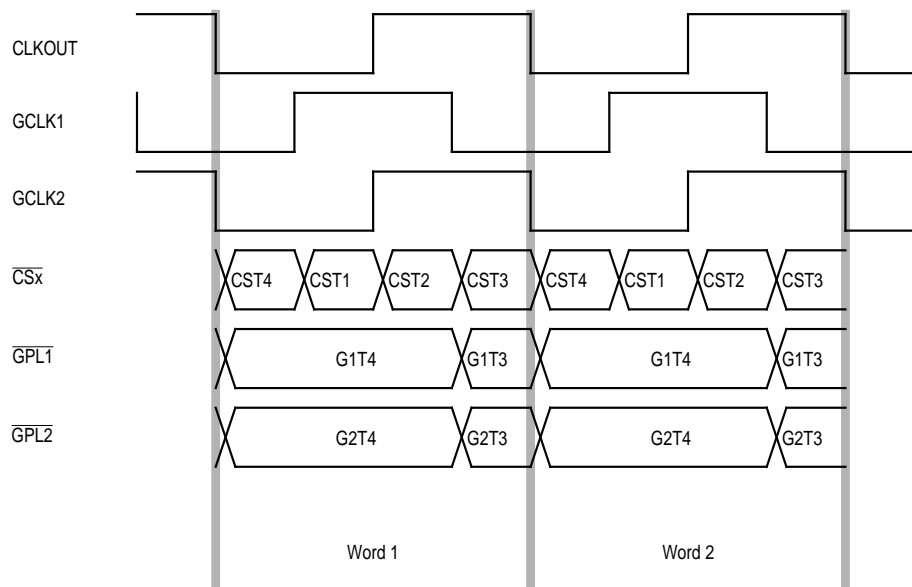 CLKOUT
GCLK1
GCLK2
CSx CST4 CST1 CST2 CST3 CST4 CST1 CST2 CST3
GPL1 G1T4 G1T3 G1T4 G1T3
GPL2 G2T4 G2T3 G2T4 G2T3
Word 1 Word 2